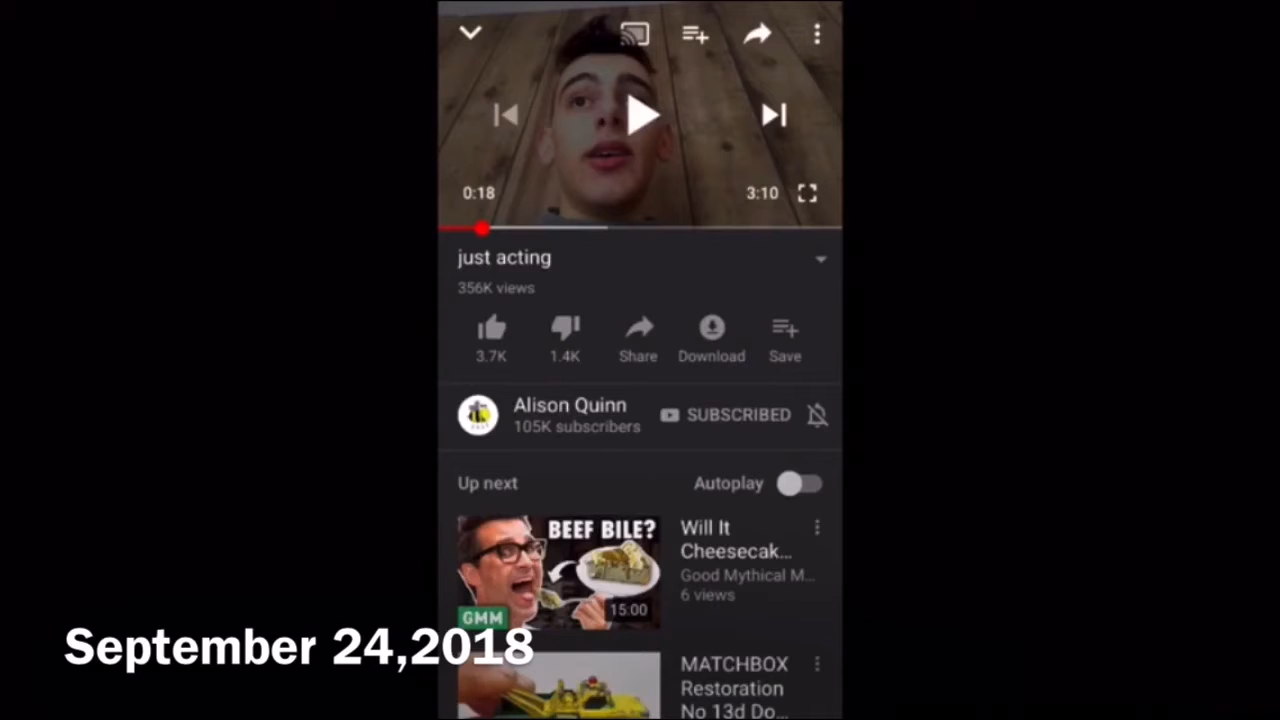 0:18
3:10
just acting
356K views
3.7K
1.4K
Share
Download
Save
Alison Quinn
105K subscribers
SUBSCRIBED
Up next
Autoplay
BEEF BILE?
GMM
15:00
Will It
Cheesecak...
Good Mythical M...
6 views
September 24,2018
MATCHBOX
Restoration
No 13d Do...